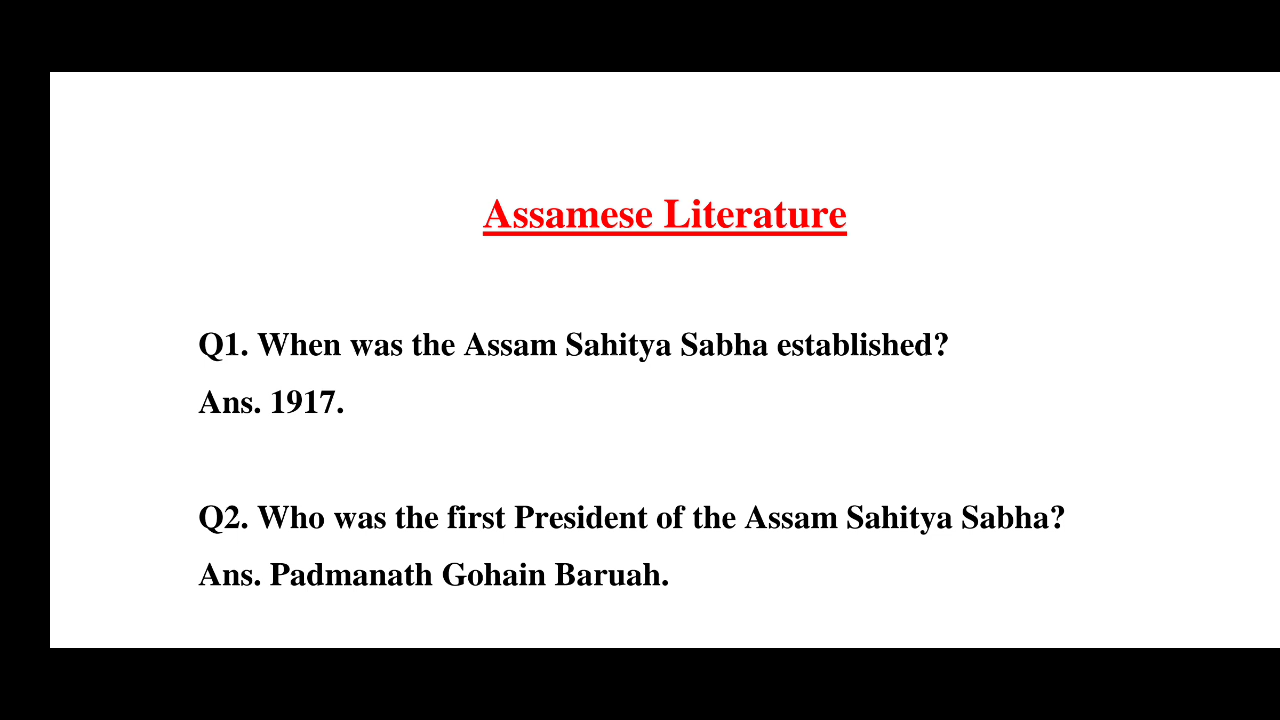 Assamese Literature
Q1. When was the Assam Sahitya Sabha established?
Ans. 1917.
Q2. Who was the first President of the Assam Sahitya Sabha?
Ans. Padmanath Gohain Baruah.